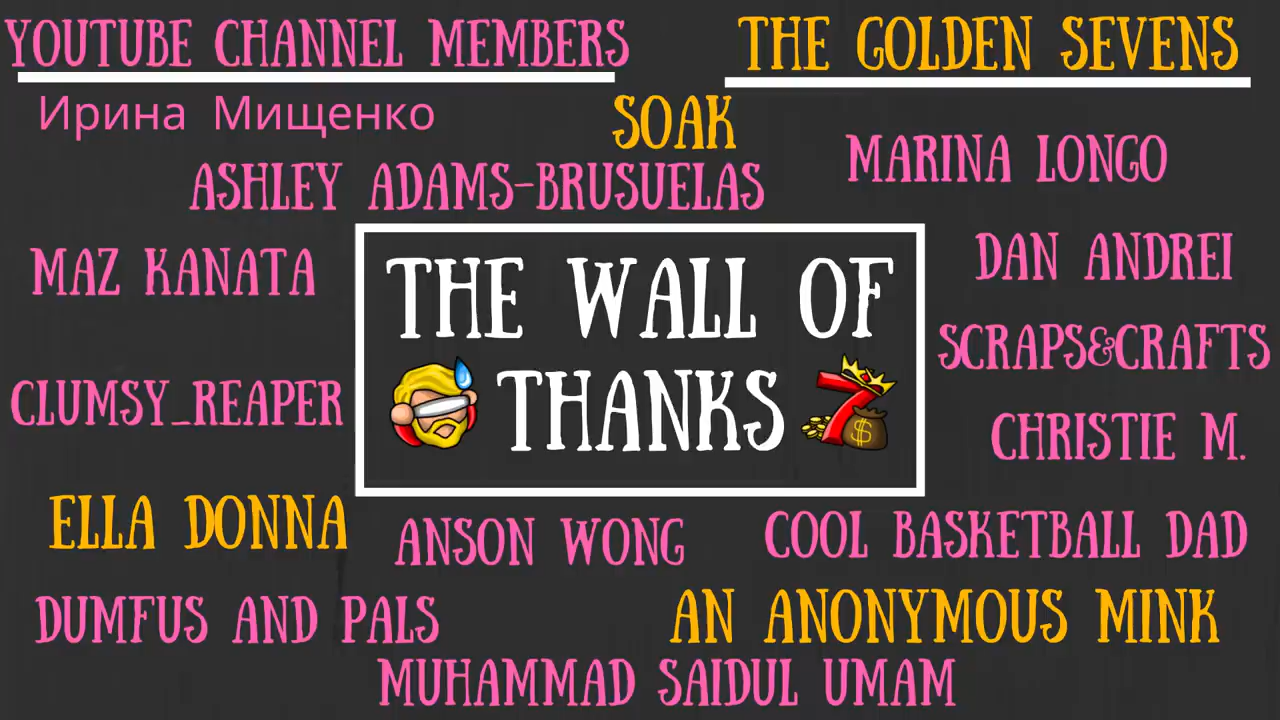 YOUTUBE CHANNEL MEMBERS
THE GOLDEN SEVENS
Ирина Мищенко
SOAK
MARINA LONGO
ASHLEY ADAMS-BRUSUELAS
MAZ KANATA
DAN ANDREI
THE WALL OF
THANKS
7
$
SCRAPS&CRAFTS
CLUMSY_REAPER
CHRISTIE M.
ELLA DONNA
ANSON WONG
COOL BASKETBALL DAD
DUMFUS AND PALS
AN ANONYMOUS MINK
MUHAMMAD SAIDUL UMAM